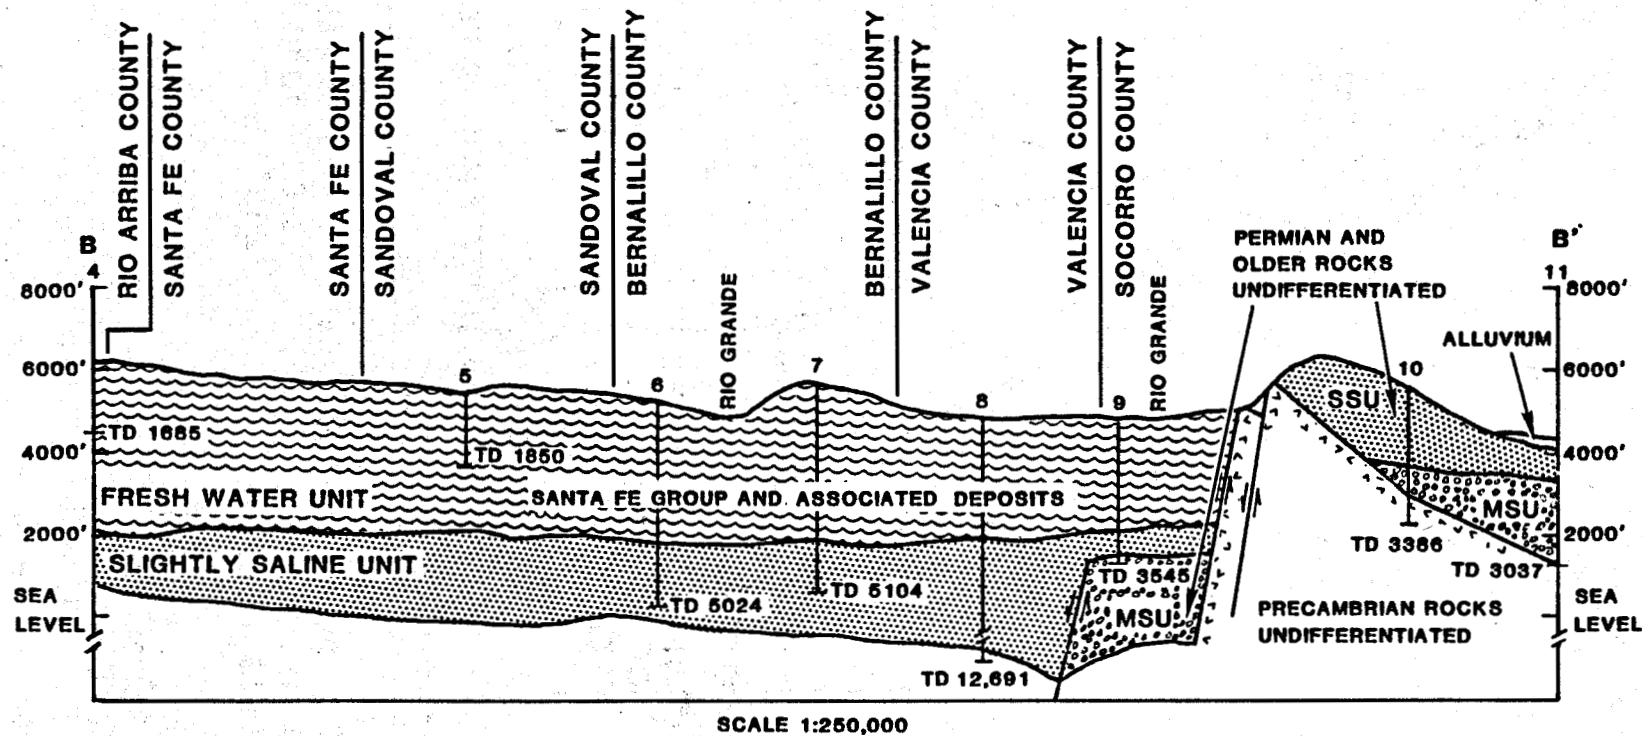 RIO ARRIBA COUNTY
SANTA FE COUNTY
SANTA FE COUNTY
SANDOVAL COUNTY
SANDOVAL COUNTY
BERNALILLO COUNTY
RIO GRANDE
BERNALILLO COUNTY
VALENCIA COUNTY
VALENCIA COUNTY
SOCORRO COUNTY
RIO GRANDE
B
4
8000'
6000'
4000'
2000'
SEA
LEVEL
PERMIAN AND
OLDER ROCKS
UNDIFFERENTIATED
B'
11
8000'
6000'
4000'
2000'
SEA
LEVEL
ALLUVIUM
5
6
7
8
9
10
SSU
TD 1685
TD 1850
FRESH WATER UNIT
SANTA FE GROUP AND ASSOCIATED DEPOSITS
MSU
TD 3386
SLIGHTLY SALINE UNIT
TD 3545
TD 3037
TD 5024
TD 5104
MSU
PRECAMBRIAN ROCKS
UNDIFFERENTIATED
TD 12,691
SCALE 1:250,000